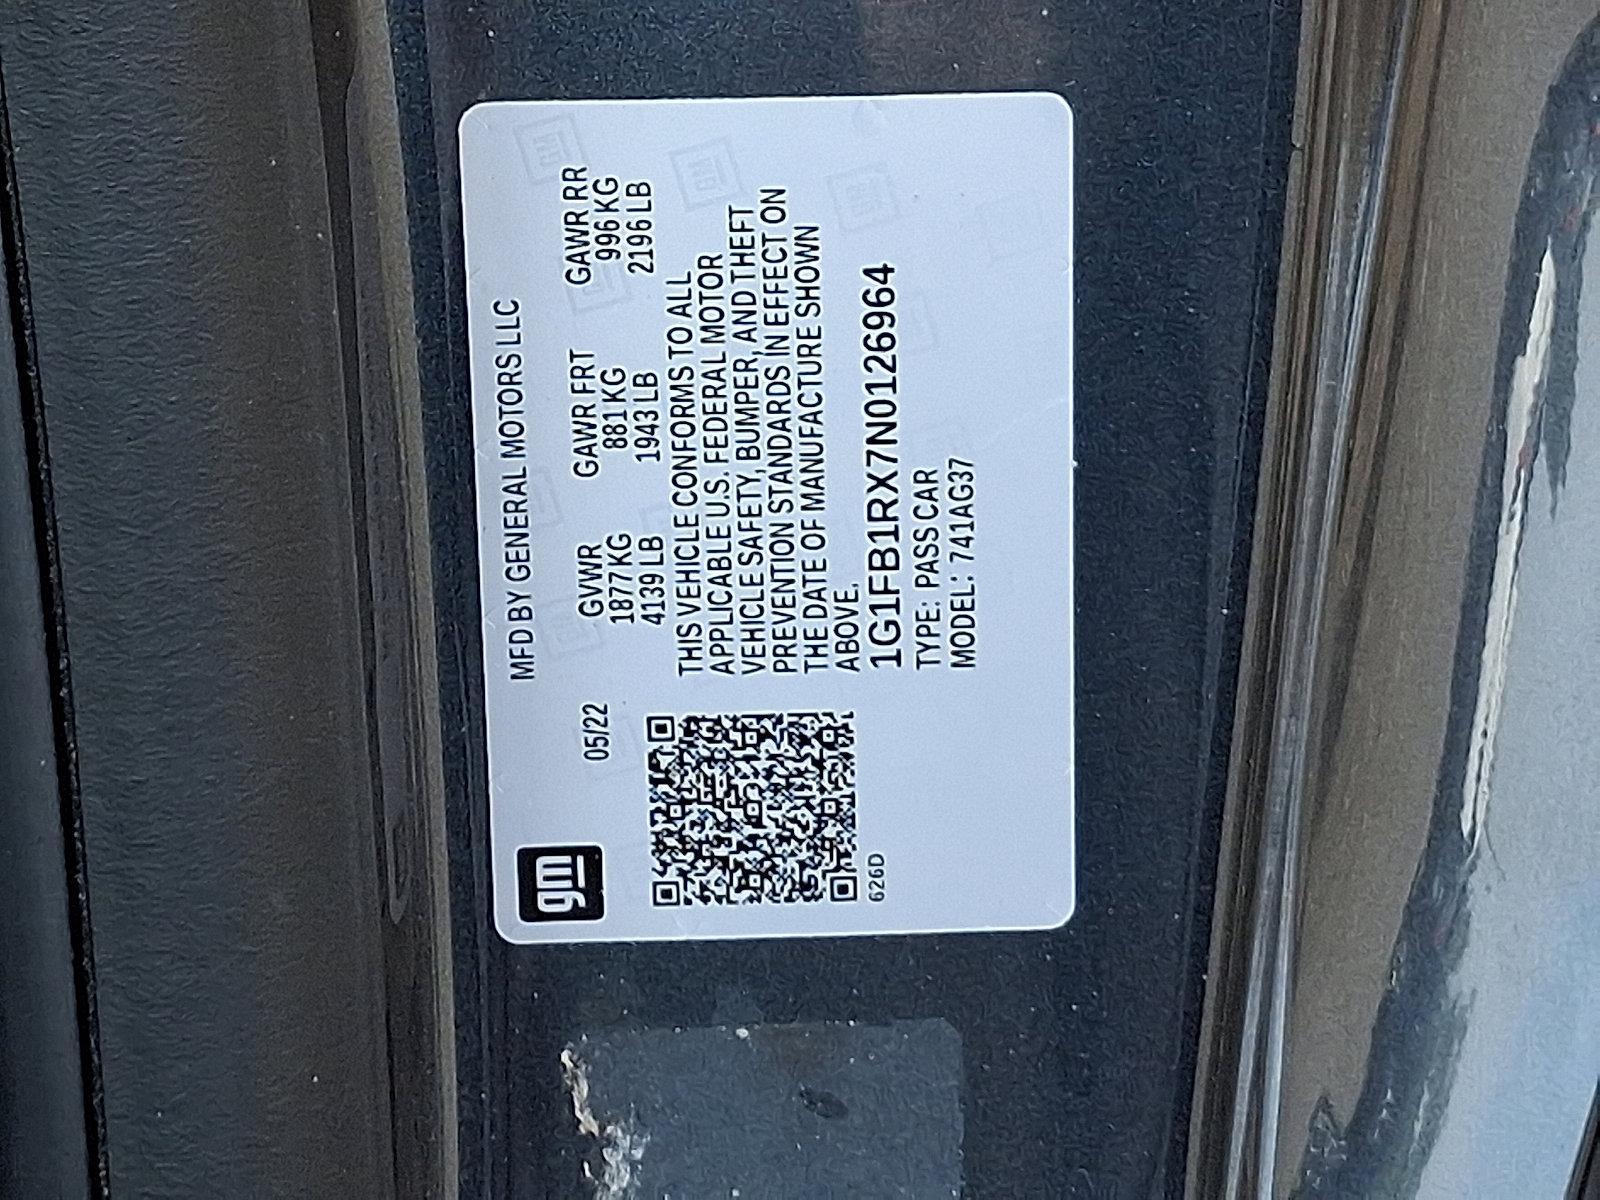 gm
MFD BY GENERAL MOTORS LLC
05/22
GVWR GAWR FRT GAWR RR
1877 KG 881 KG 996 KG
4139 LB 1943 LB 2196 LB
THIS VEHICLE CONFORMS TO ALL
APPLICABLE U.S. FEDERAL MOTOR
VEHICLE SAFETY, BUMPER, AND THEFT
PREVENTION STANDARDS IN EFFECT ON
THE DATE OF MANUFACTURE SHOWN
ABOVE.
1G1FB1RX7N0126964
TYPE: PASS CAR
MODEL: 741AG37
626D